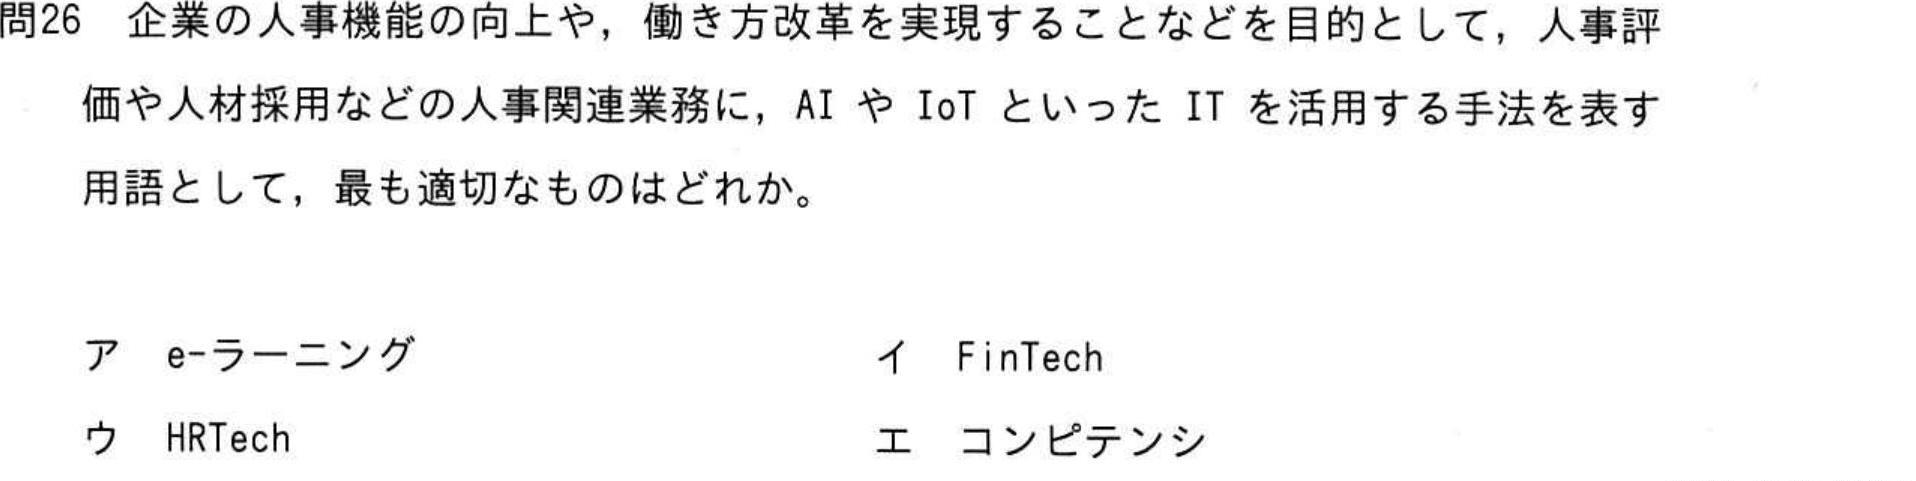 問26 企業の人事機能の向上や，働き方改革を実現することなどを目的として，人事評
価や人材採用などの人事関連業務に，AI や IoT といった IT を活用する手法を表す
用語として，最も適切なものはどれか。
ア e-ラーニング イ FinTech
ウ HRTech エ コンピテンシ